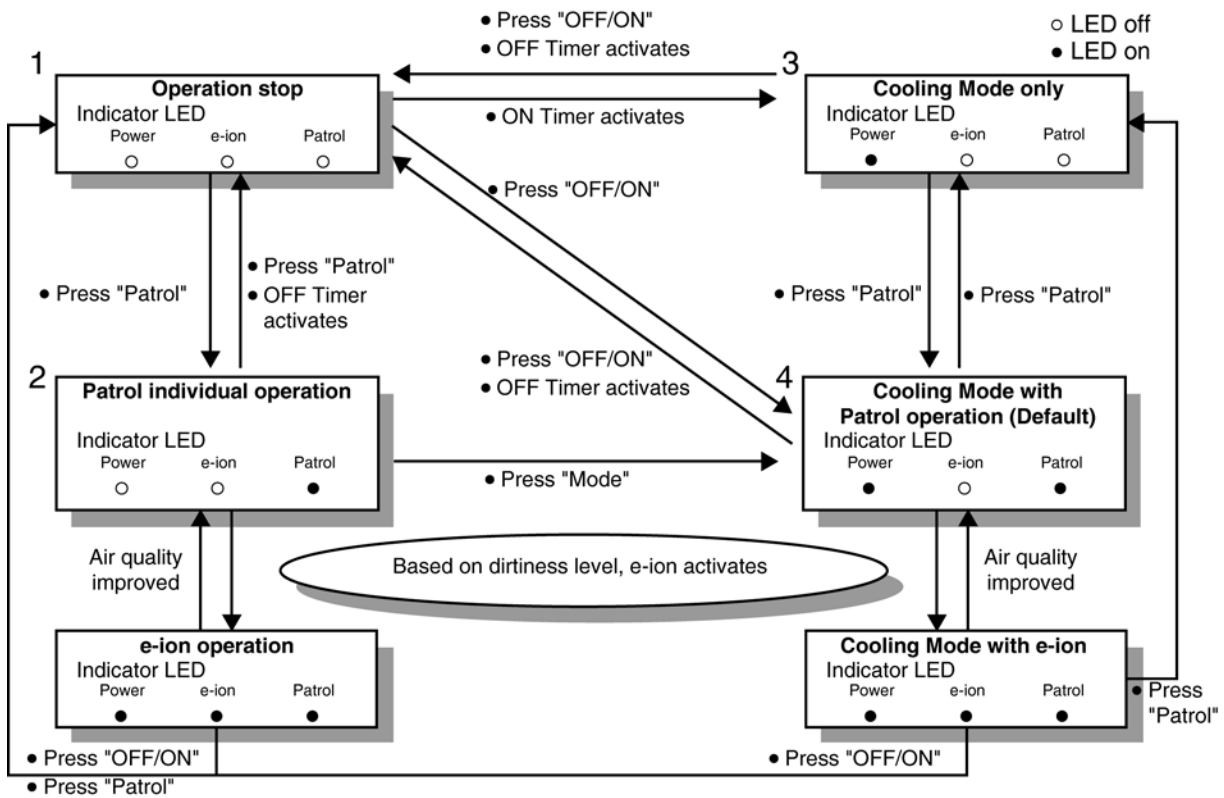 ● Press "OFF/ON"
● OFF Timer activates
○ LED off
● LED on
1
Operation stop
Indicator LED
Power e-ion Patrol
● ON Timer activates
3
Cooling Mode only
Indicator LED
Power e-ion Patrol
● Press "OFF/ON"
● Press "Patrol"
● Press "Patrol"
● OFF Timer
activates
● Press "Patrol"
● Press "Patrol"
● Press "OFF/ON"
● OFF Timer activates
2
Patrol individual operation
Indicator LED
Power e-ion Patrol
● Press "Mode"
4
Cooling Mode with
Patrol operation (Default)
Indicator LED
Power e-ion Patrol
Air quality
improved
Based on dirtiness level, e-ion activates
Air quality
improved
e-ion operation
Indicator LED
Power e-ion Patrol
Cooling Mode with e-ion
Indicator LED
Power e-ion Patrol
● Press
"Patrol"
● Press "OFF/ON"
● Press "Patrol"
● Press "OFF/ON"